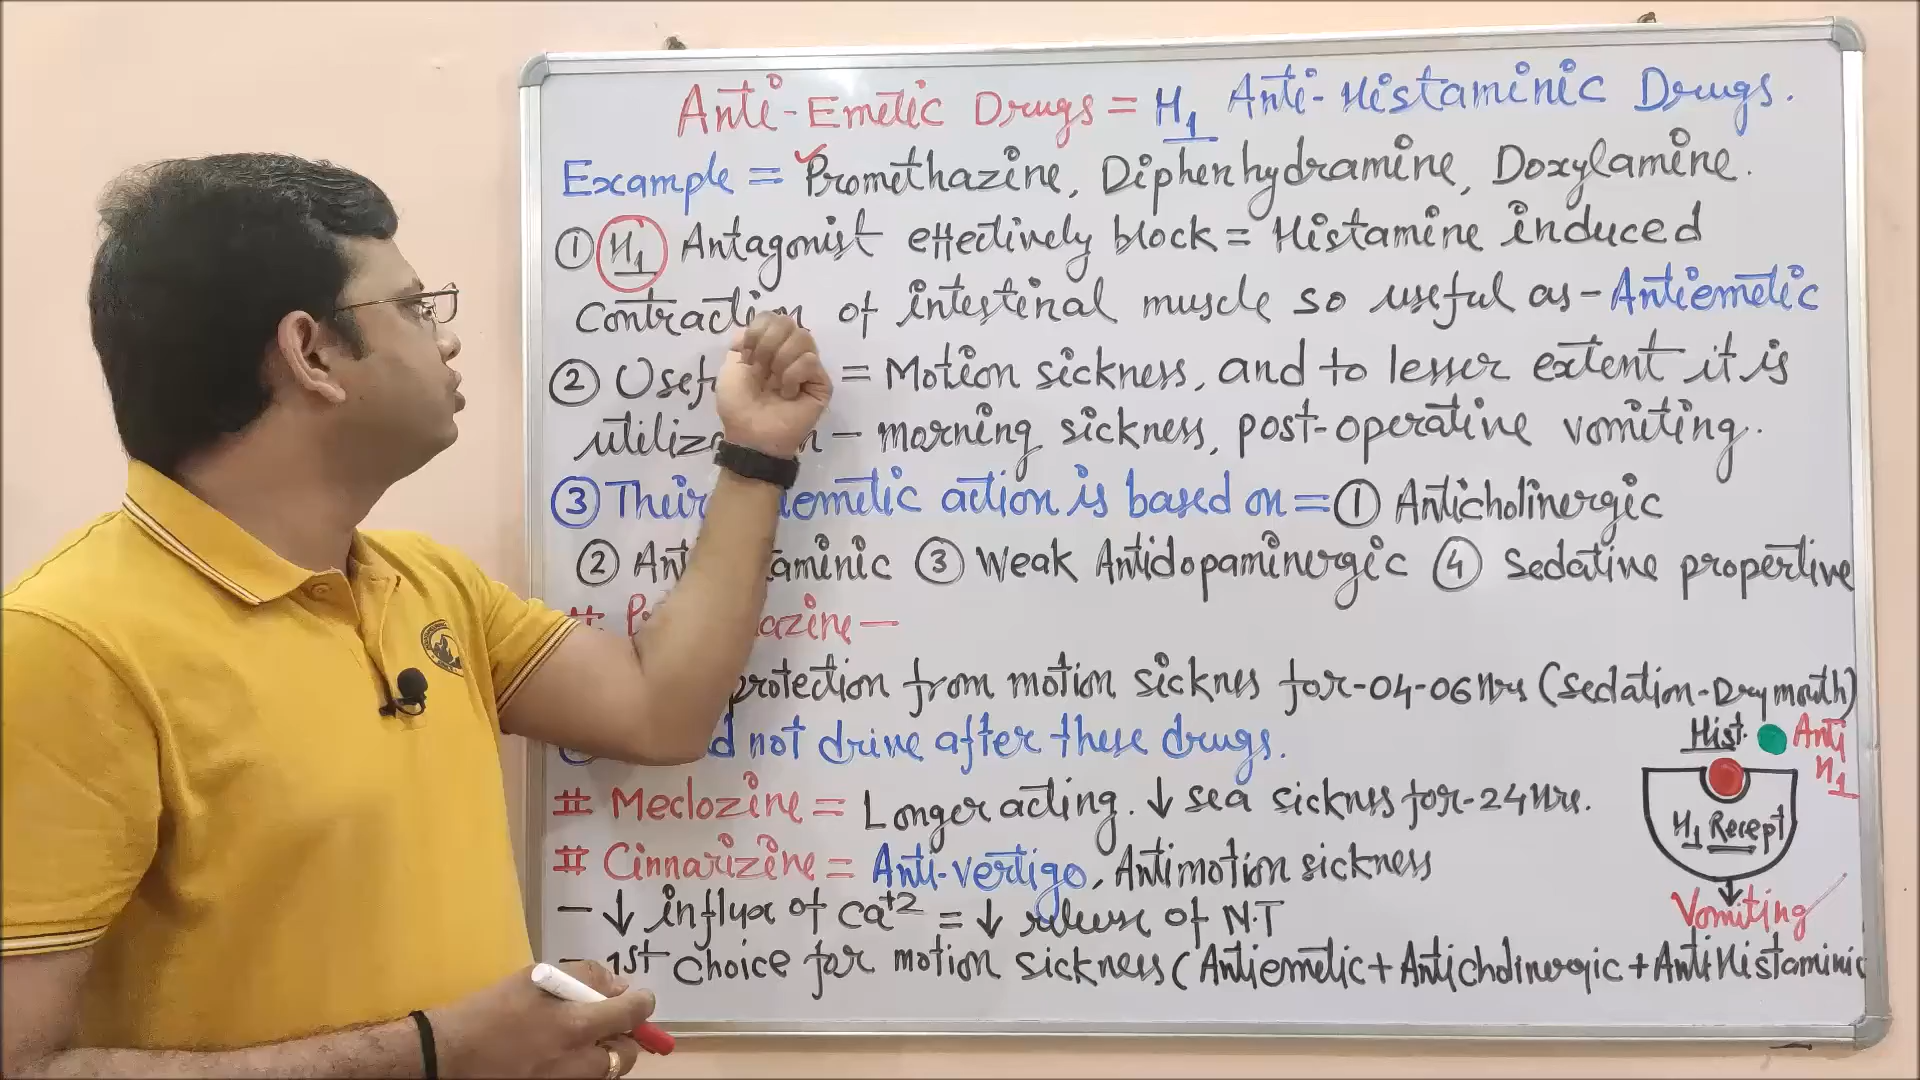 Anti-Emetic Drugs = H1 Anti-Histaminic Drugs.
Example = Promethazine, Diphenhydramine, Doxylamine.
① H1 Antagonist effectively block = Histamine induced
contraction of intestinal muscle so useful as - Antiemetic
② = Motion sickness, and to lesser extent it is
- morning sickness, post-operative vomiting.
③ Their action is based on = ① Anticholinergic
② ③ Weak Antidopaminergic ④ Sedative propertive
#
protection from motion sicknes for-04-06 Hrs (Sedation-Dry mouth)
not drive after these drugs.
Hist. Anti H1
# Meclozine = Longer acting. ↓ sea sickness for-24 Hrs.
H1 Recept
# Cinnarizine = Anti-vertigo, Antimotion sickness
- ↓ influx of Ca+2 = ↓ release of N.T
Vomiting
- 1st choice for motion sickness (Antiemetic + Anticholinergic + AntiHistaminic